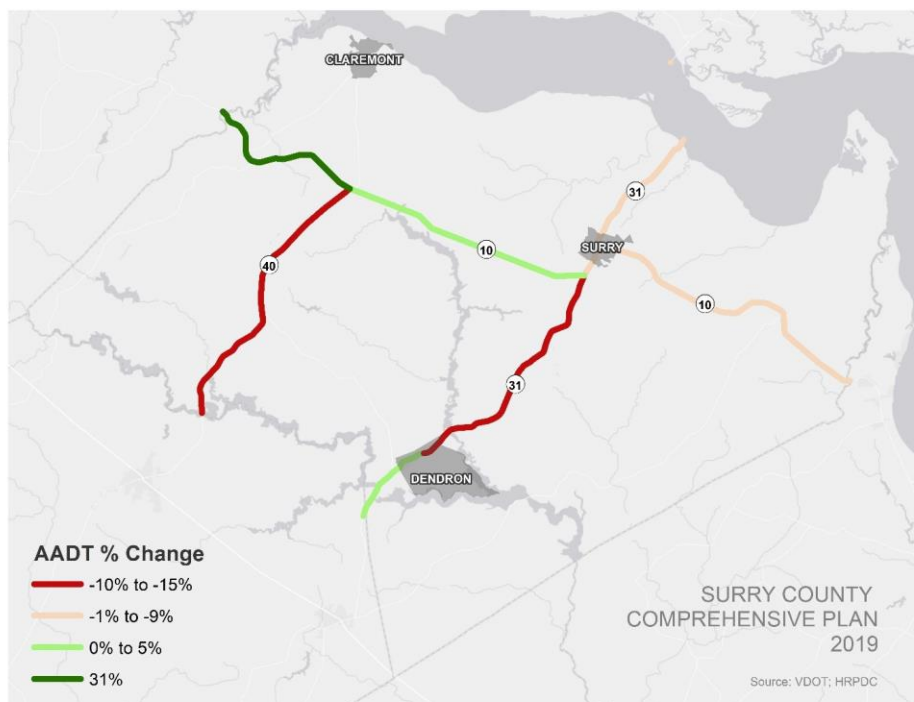 CLAREMONT
31
SURRY
10
40
10
31
DENDRON
AADT % Change
-10% to -15%
-1% to -9%
0% to 5%
31%
SURRY COUNTY
COMPREHENSIVE PLAN
2019
Source: VDOT; HRPDC